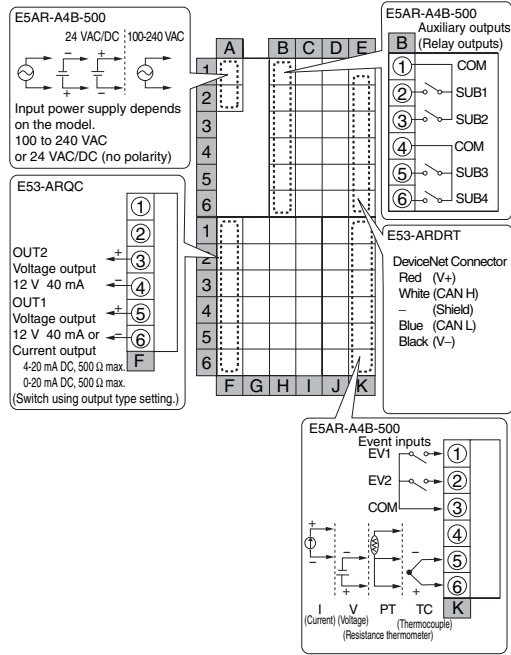 E5AR-A4B-500
24 VAC/DC
100-240 VAC
Input power supply depends
on the model.
100 to 240 VAC
or 24 VAC/DC (no polarity)
A B C D E
1
2
3
4
5
6
1
2
3
4
5
6
F G H I J K
E5AR-A4B-500
Auxiliary outputs
(Relay outputs)
B
1 COM
2 SUB1
3 SUB2
4 COM
5 SUB3
6 SUB4
E53-ARQC
1
2
OUT2 + 3
Voltage output
12 V 40 mA – 4
OUT1
Voltage output + 5
12 V 40 mA or – 6
Current output F
4-20 mA DC, 500 Ω max.
0-20 mA DC, 500 Ω max.
(Switch using output type setting.)
E53-ARDRT
DeviceNet Connector
Red (V+)
White (CAN H)
– (Shield)
Blue (CAN L)
Black (V–)
E5AR-A4B-500
Event inputs
EV1 1
EV2 2
COM 3
4
5
6
+ – – + – +
I V PT TC K
(Current) (Voltage) (Thermocouple)
(Resistance thermometer)